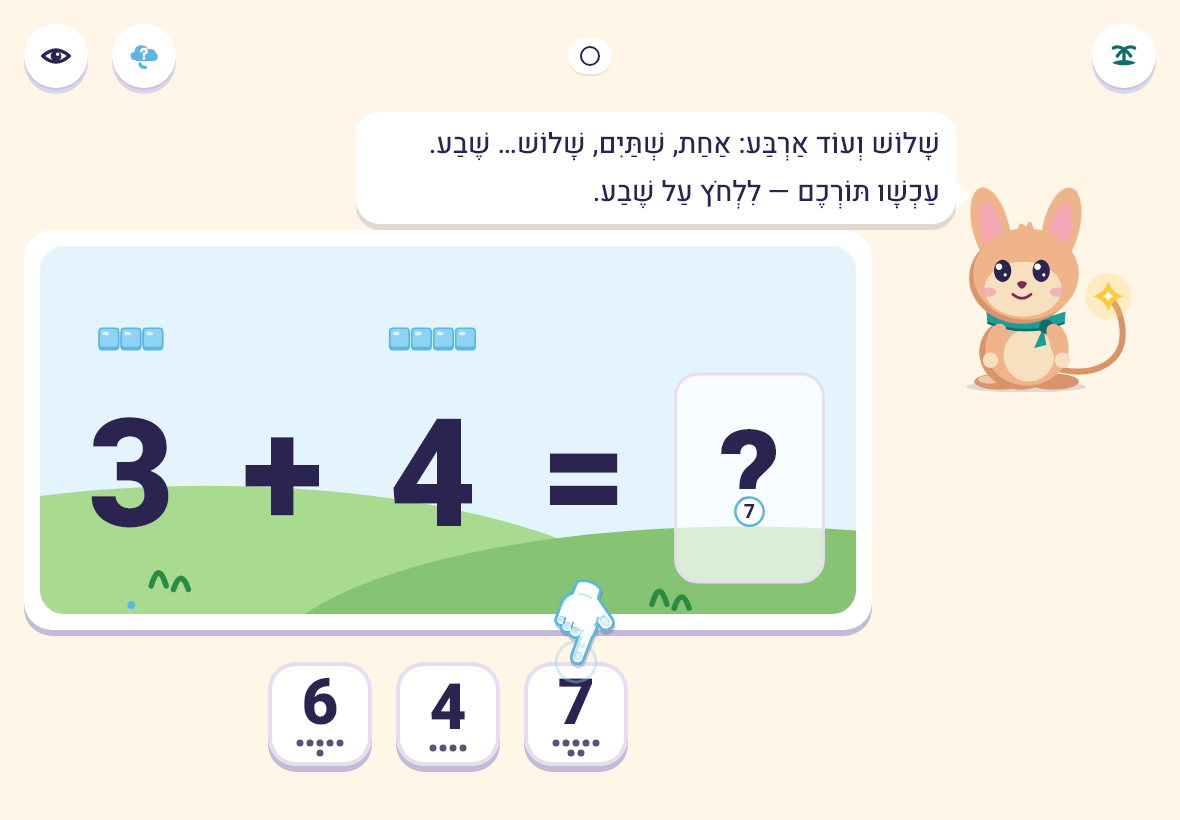 ?
שָׁלוֹשׁ וְעוֹד אַרְבַּע: אַחַת, שְׁתַּיִם, שָׁלוֹשׁ... שֶׁבַע.
עַכְשָׁו תּוֹרְכֶם — לִלְחֹץ עַל שֶׁבַע.
3 + 4 = ?
7
6 4 7